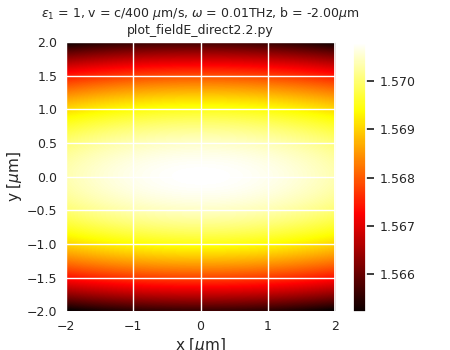 ε₁ = 1, v = c/400 μm/s, ω = 0.01THz, b = -2.00μm
plot_fieldE_direct2.2.py
2.0
1.5
1.0
0.5
0.0
−0.5
−1.0
−1.5
−2.0
y [μm]
−2 −1 0 1 2
x [μm]
1.570
1.569
1.568
1.567
1.566